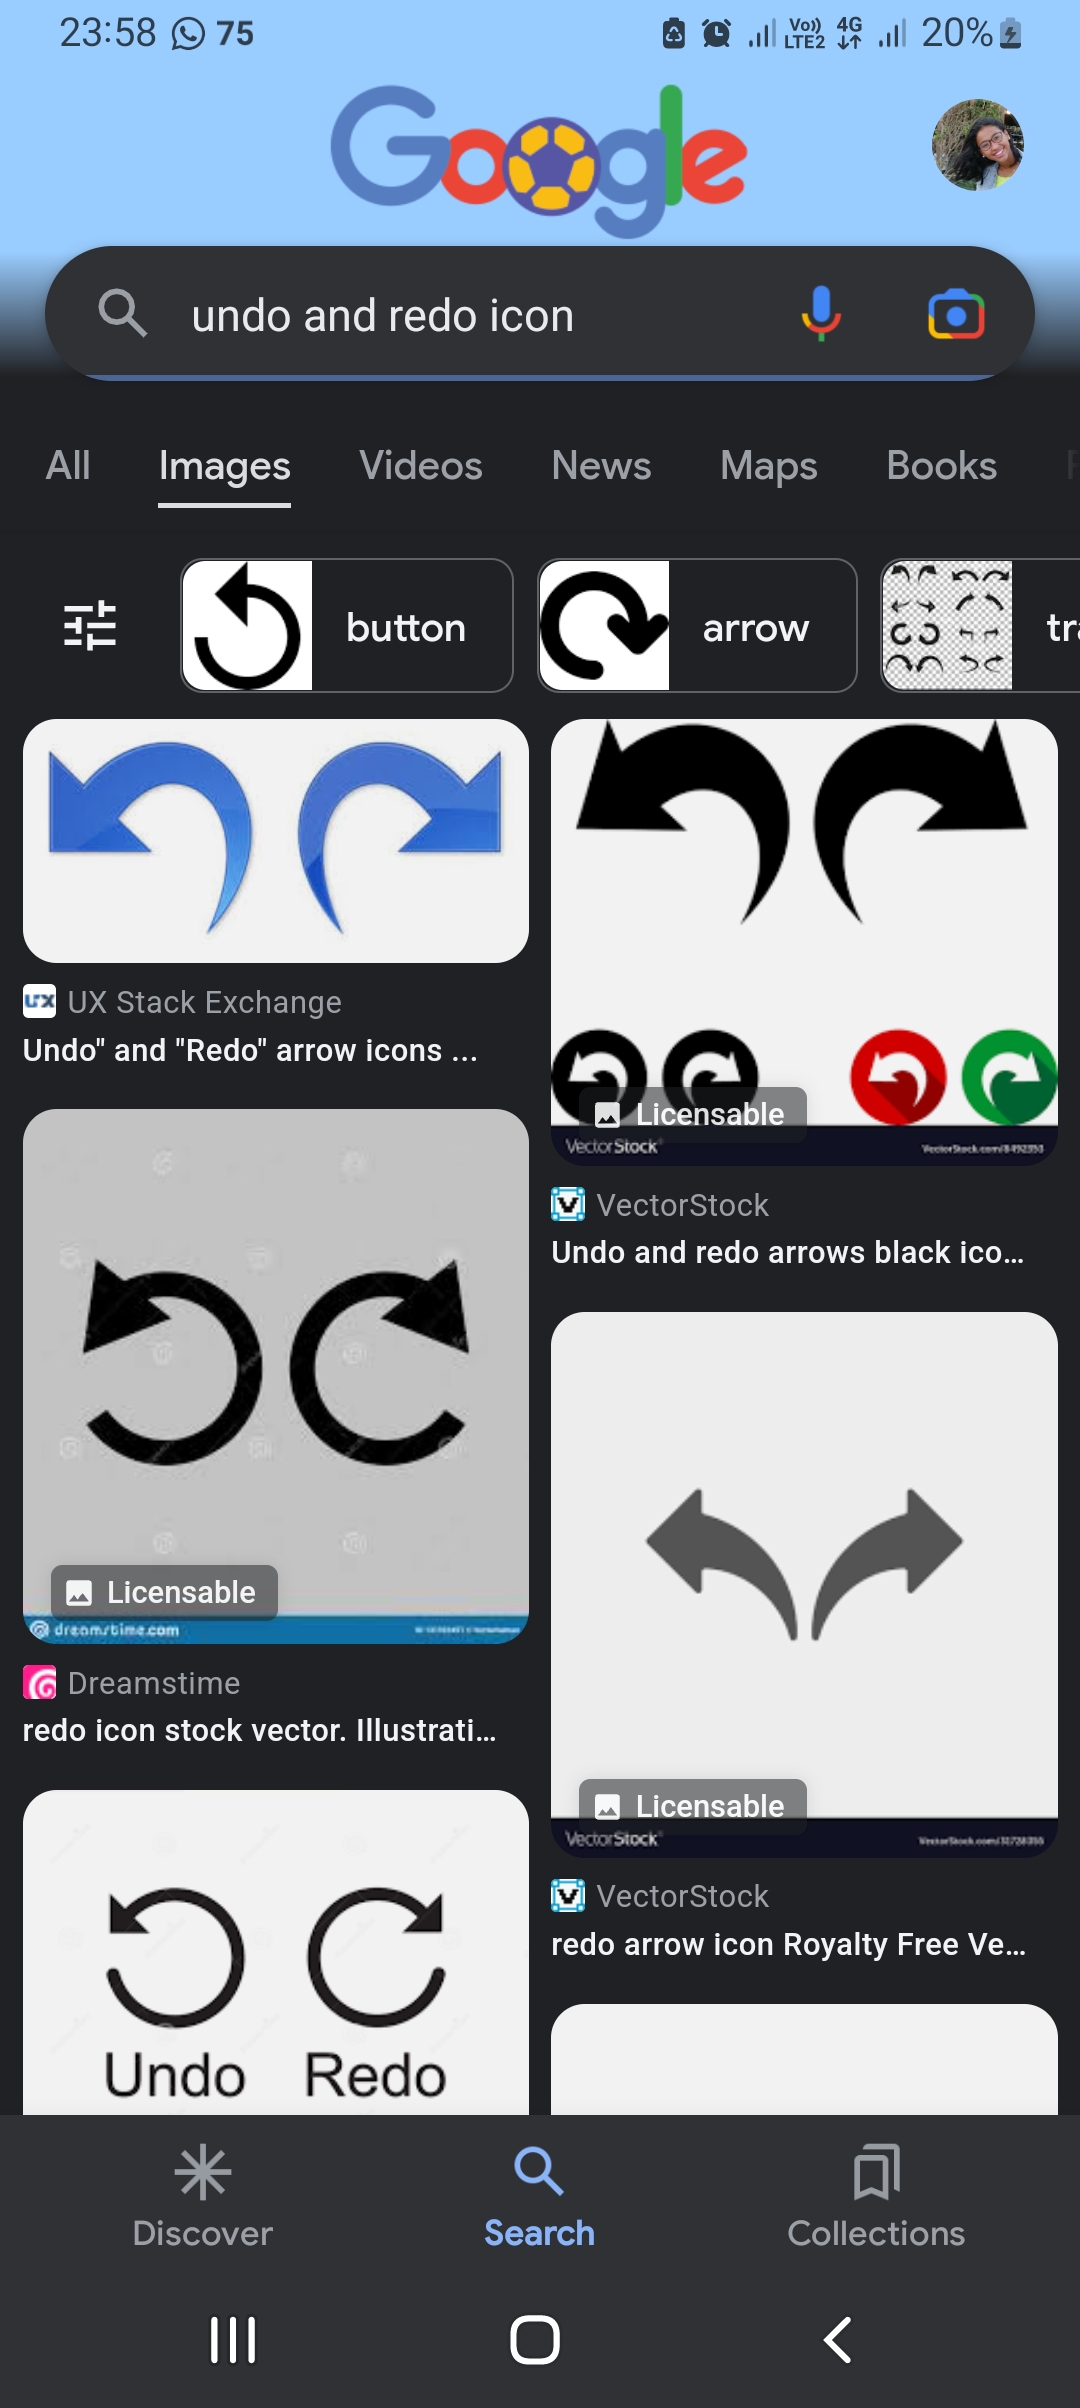 23:58 75 Vo)) LTE2 4G 20%
Google
undo and redo icon
All Images Videos News Maps Books
button arrow
UX UX Stack Exchange
Undo" and "Redo" arrow icons ...
Licensable
VectorStock
VectorStock
Undo and redo arrows black ico...
Licensable
dreamstime.com
Dreamstime
redo icon stock vector. Illustrati...
Licensable
VectorStock
VectorStock
redo arrow icon Royalty Free Ve...
Undo Redo
Discover Search Collections